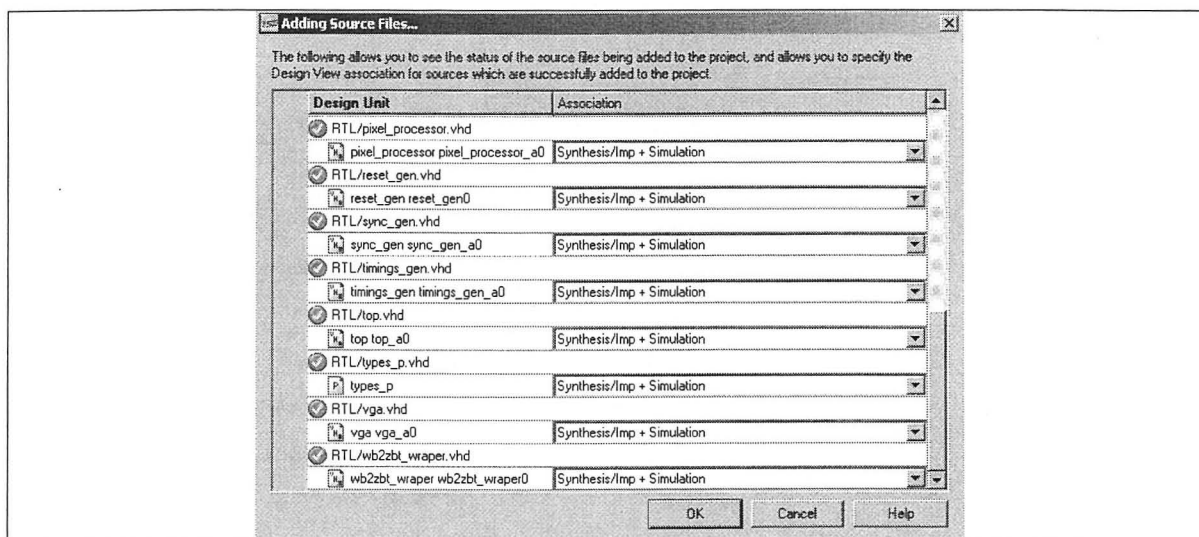 Adding Source Files...
The following allows you to see the status of the source files being added to the project, and allows you to specify the
Design View association for sources which are successfully added to the project.
Design Unit Association
RTL/pixel_processor.vhd
pixel_processor pixel_processor_a0 Synthesis/Imp + Simulation
RTL/reset_gen.vhd
reset_gen reset_gen0 Synthesis/Imp + Simulation
RTL/sync_gen.vhd
sync_gen sync_gen_a0 Synthesis/Imp + Simulation
RTL/timings_gen.vhd
timings_gen timings_gen_a0 Synthesis/Imp + Simulation
RTL/top.vhd
top top_a0 Synthesis/Imp + Simulation
RTL/types_p.vhd
types_p Synthesis/Imp + Simulation
RTL/vga.vhd
vga vga_a0 Synthesis/Imp + Simulation
RTL/wb2zbt_wraper.vhd
wb2zbt_wraper wb2zbt_wraper0 Synthesis/Imp + Simulation
OK Cancel Help